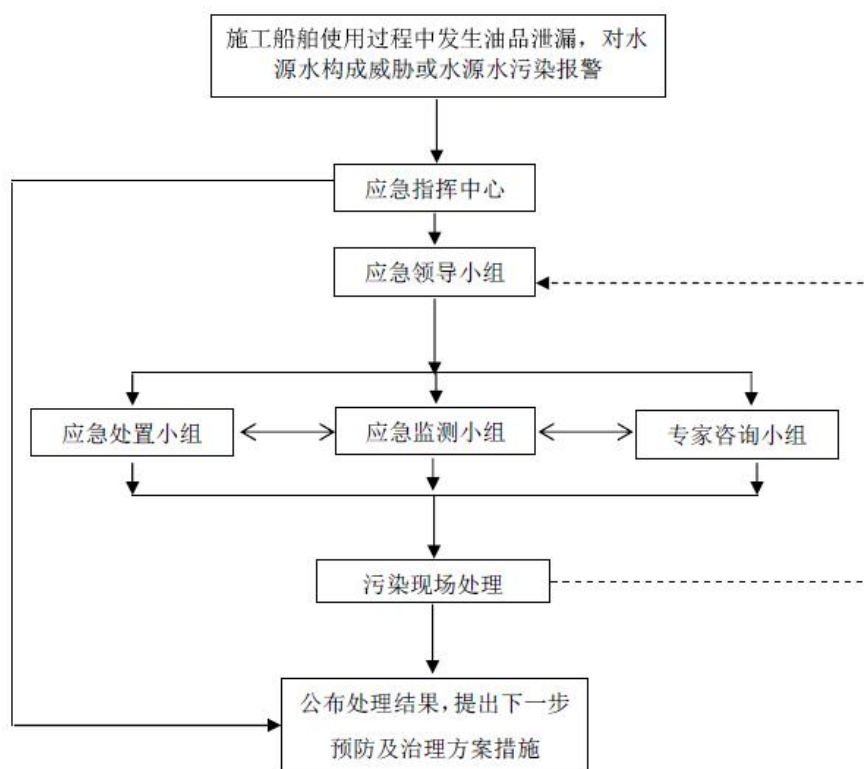 施工船舶使用过程中发生油品泄漏，对水
源水构成威胁或水源水污染报警
应急指挥中心
应急领导小组
应急处置小组
应急监测小组
专家咨询小组
污染现场处理
公布处理结果，提出下一步
预防及治理方案措施